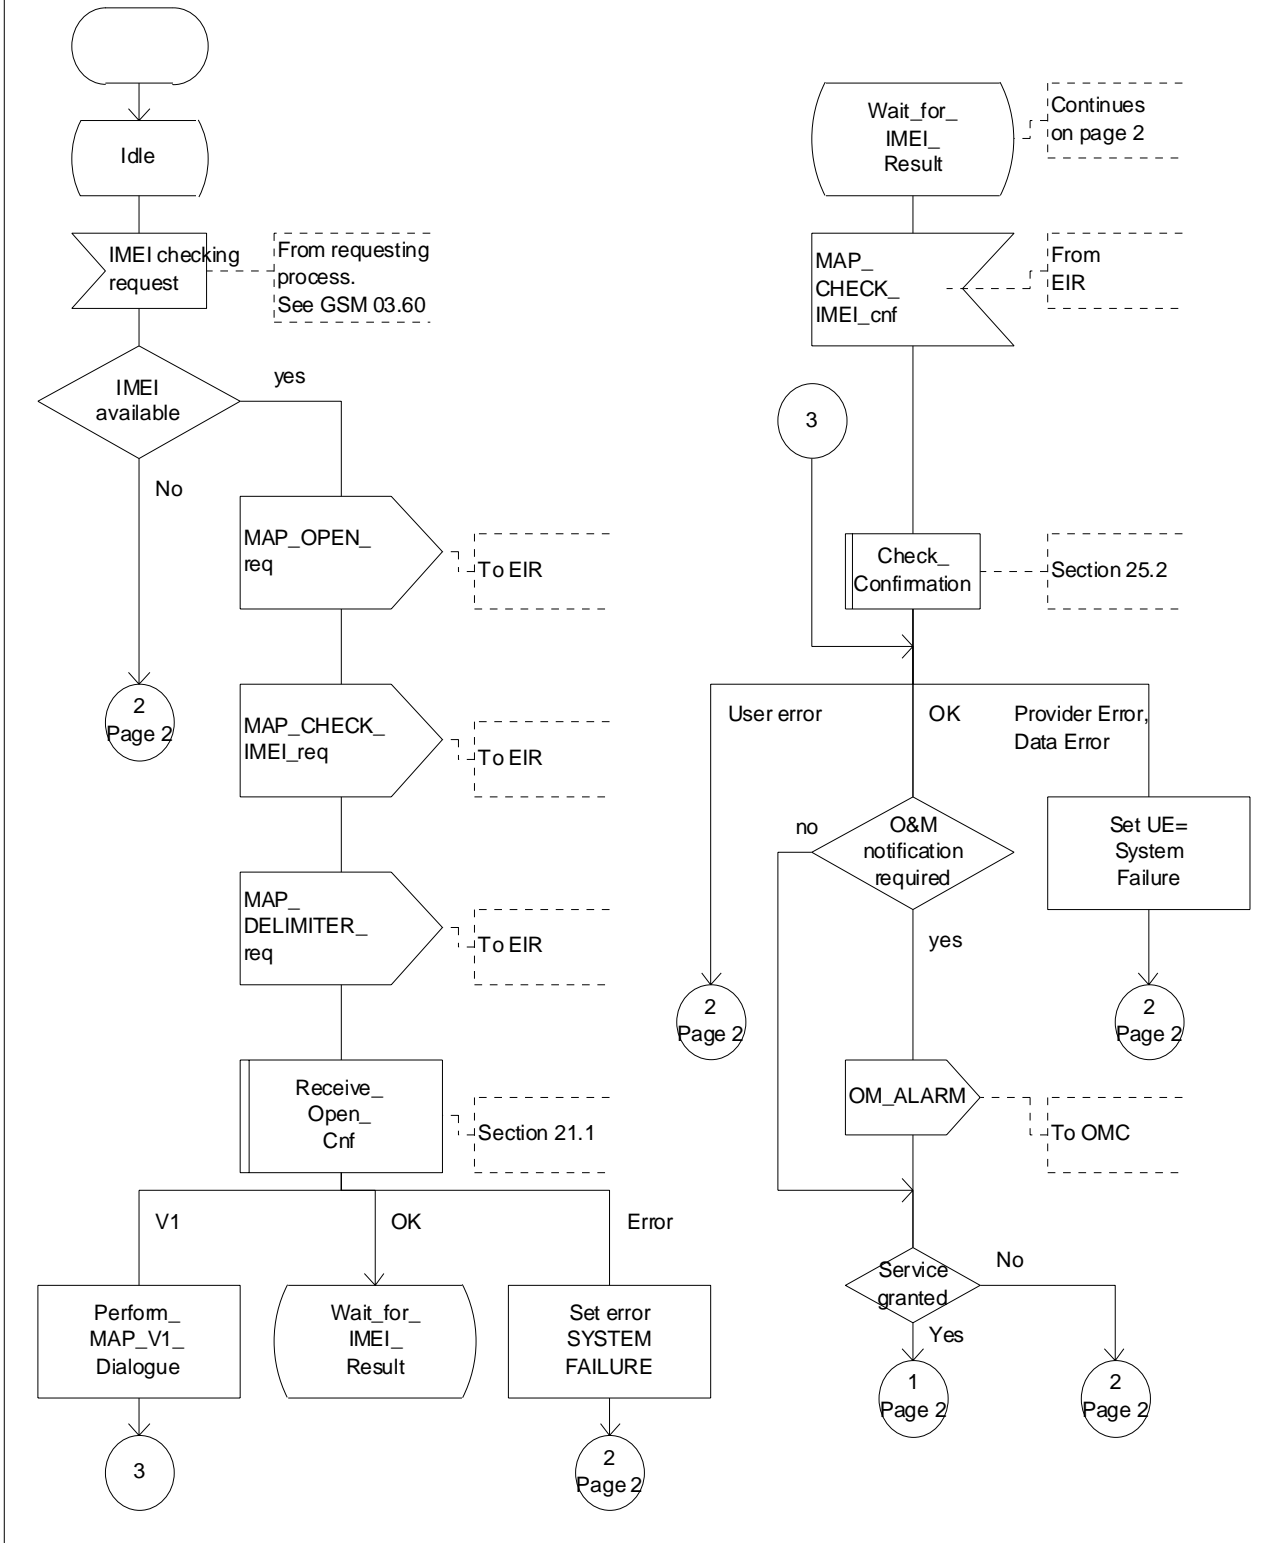 Idle
IMEI checking
request
From requesting
process.
See GSM 03.60
IMEI
available
yes
No
MAP_OPEN_
req
To EIR
2
Page 2
MAP_CHECK_
IMEI_req
To EIR
MAP_
DELIMITER_
req
To EIR
Receive_
Open_
Cnf
Section 21.1
V1
OK
Error
Perform_
MAP_V1_
Dialogue
Wait_for_
IMEI_
Result
Set error
SYSTEM
FAILURE
3
2
Page 2
Wait_for_
IMEI_
Result
Continues
on page 2
MAP_
CHECK_
IMEI_cnf
From
EIR
3
Check_
Confirmation
Section 25.2
User error
OK
Provider Error,
Data Error
no
O&M
notification
required
Set UE=
System
Failure
yes
2
Page 2
2
Page 2
OM_ALARM
To OMC
Service
granted
No
Yes
1
Page 2
2
Page 2